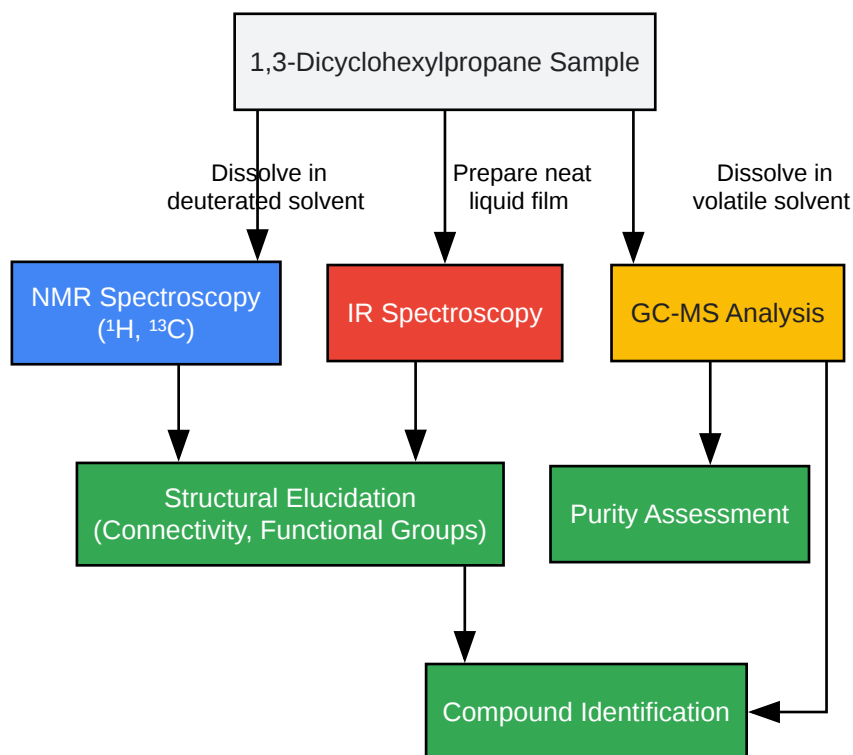 1,3-Dicyclohexylpropane Sample
Dissolve in
deuterated solvent
Prepare neat
liquid film
Dissolve in
volatile solvent
NMR Spectroscopy
(¹H, ¹³C)
IR Spectroscopy
GC-MS Analysis
Structural Elucidation
(Connectivity, Functional Groups)
Purity Assessment
Compound Identification